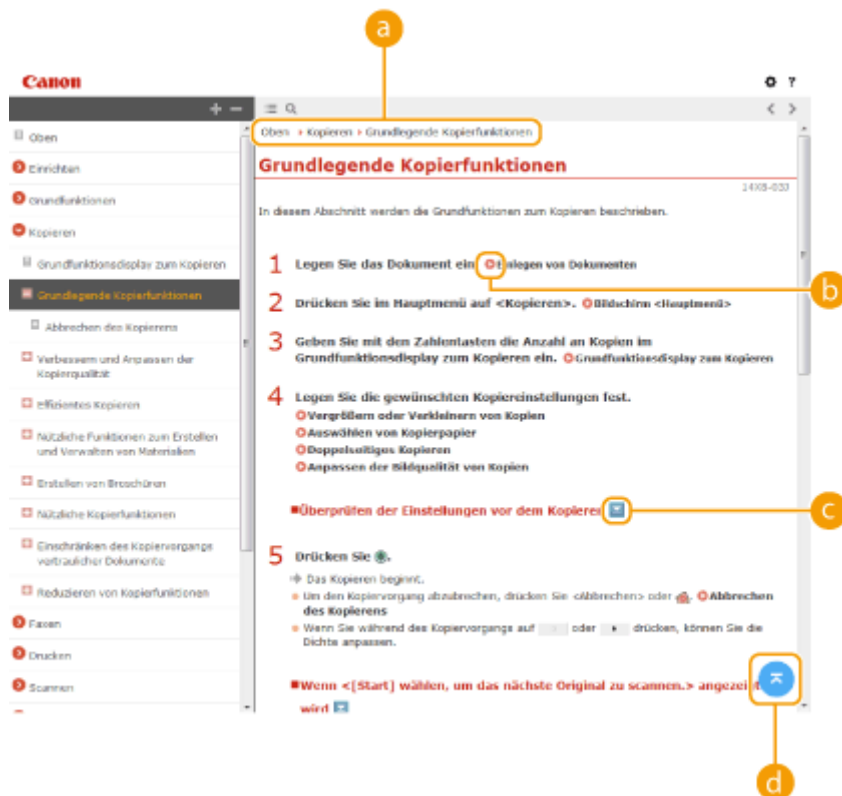 a
Canon
?
Oben
Oben ▸ Kopieren ▸ Grundlegende Kopierfunktionen
Einrichten
Grundfunktionen
Kopieren
Grundfunktionsdisplay zum Kopieren
Grundlegende Kopierfunktionen
Abbrechen des Kopierens
Verbessern und Anpassen der
Kopierqualität
Effizientes Kopieren
Nützliche Funktionen zum Erstellen
und Verwalten von Materialien
Erstellen von Broschüren
Nützliche Kopierfunktionen
Einschränken des Kopiervorgangs
vertraulicher Dokumente
Reduzieren von Kopierfunktionen
Faxen
Drucken
Scannen
Grundlegende Kopierfunktionen
14X8-033
In diesem Abschnitt werden die Grundfunktionen zum Kopieren beschrieben.
1 Legen Sie das Dokument ein Einlegen von Dokumenten
b
2 Drücken Sie im Hauptmenü auf <Kopieren>. Bildschirm <Hauptmenü>
3 Geben Sie mit den Zahlentasten die Anzahl an Kopien im
Grundfunktionsdisplay zum Kopieren ein. Grundfunktionsdisplay zum Kopieren
4 Legen Sie die gewünschten Kopiereinstellungen fest.
Vergrößern oder Verkleinern von Kopien
Auswählen von Kopierpapier
Doppelseitiges Kopieren
Anpassen der Bildqualität von Kopien
Überprüfen der Einstellungen vor dem Kopieren
c
5 Drücken Sie .
Das Kopieren beginnt.
Um den Kopiervorgang abzubrechen, drücken Sie <Abbrechen> oder . Abbrechen
des Kopierens
Wenn Sie während des Kopiervorgangs auf oder drücken, können Sie die
Dichte anpassen.
Wenn <[Start] wählen, um das nächste Original zu scannen.> angezeigt
wird
d